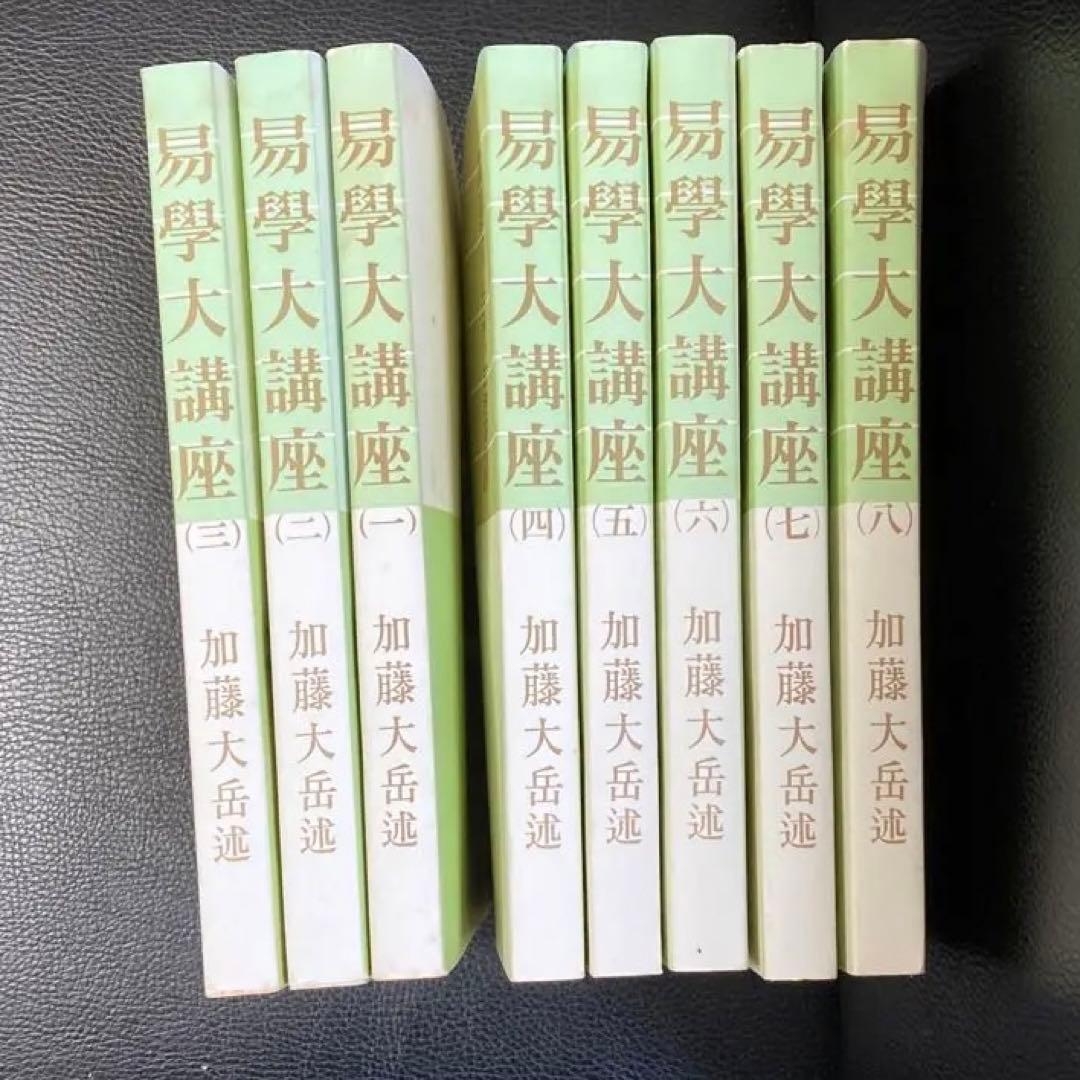 易學大講座(三) 加藤大岳述
易學大講座(二) 加藤大岳述
易學大講座(一) 加藤大岳述
易學大講座(四) 加藤大岳述
易學大講座(五) 加藤大岳述
易學大講座(六) 加藤大岳述
易學大講座(七) 加藤大岳述
易學大講座(八) 加藤大岳述